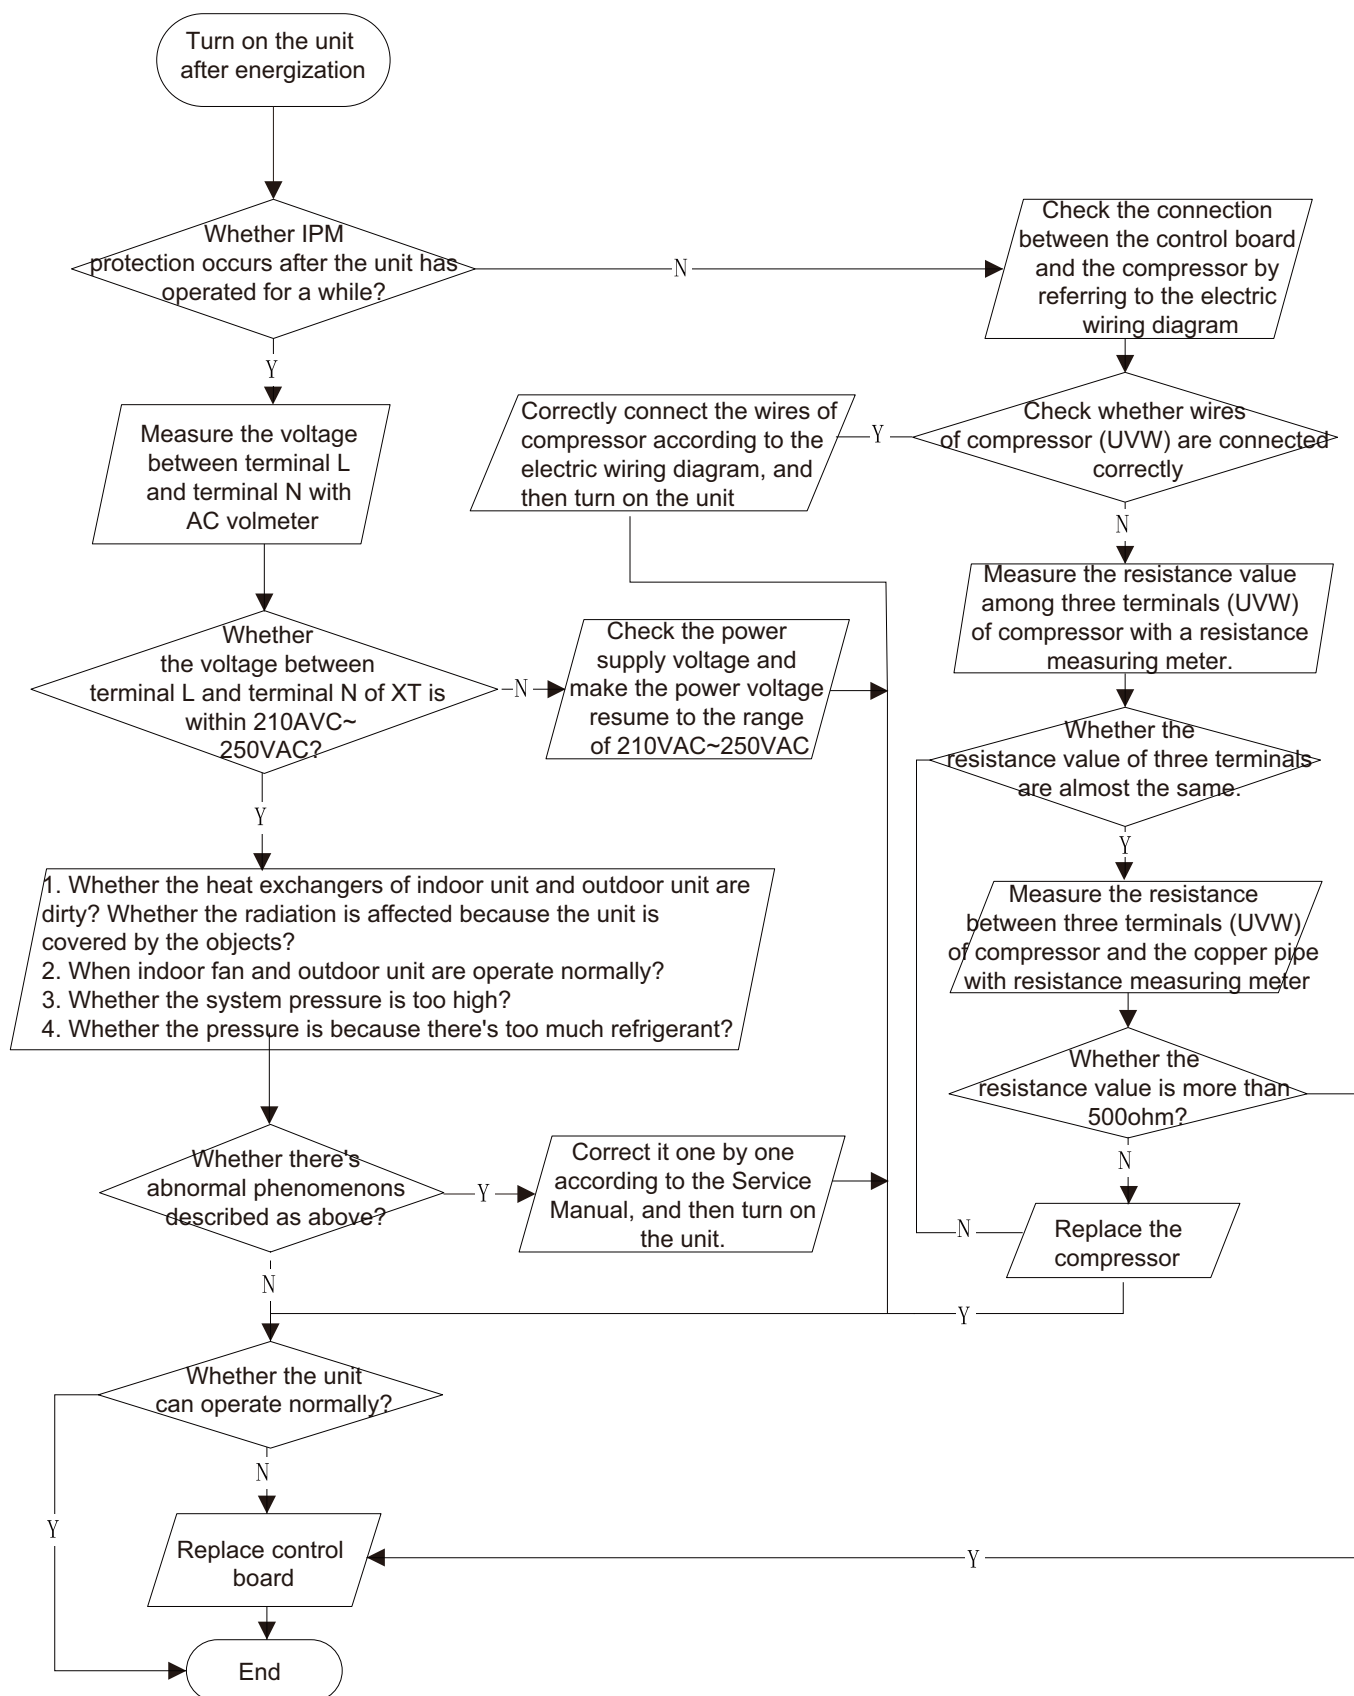 Turn on the unit
after energization
Whether IPM
protection occurs after the unit has
operated for a while?
N
Check the connection
between the control board
and the compressor by
referring to the electric
wiring diagram
Y
Measure the voltage
between terminal L
and terminal N with
AC volmeter
Correctly connect the wires of
compressor according to the
electric wiring diagram, and
then turn on the unit
Y
Check whether wires
of compressor (UVW) are connected
correctly
N
Measure the resistance value
among three terminals (UVW)
of compressor with a resistance
measuring meter.
Whether
the voltage between
terminal L and terminal N of XT is
within 210AVC~
250VAC?
N
Check the power
supply voltage and
make the power voltage
resume to the range
of 210VAC~250VAC
Whether the
resistance value of three terminals
are almost the same.
Y
Y
1. Whether the heat exchangers of indoor unit and outdoor unit are
dirty? Whether the radiation is affected because the unit is
covered by the objects?
2. When indoor fan and outdoor unit are operate normally?
3. Whether the system pressure is too high?
4. Whether the pressure is because there's too much refrigerant?
Measure the resistance
between three terminals (UVW)
of compressor and the copper pipe
with resistance measuring meter
Whether the
resistance value is more than
500ohm?
N
Whether there's
abnormal phenomenons
described as above?
Y
Correct it one by one
according to the Service
Manual, and then turn on
the unit.
N
Replace the
compressor
N
Y
Whether the unit
can operate normally?
N
Y
Replace control
board
Y
End